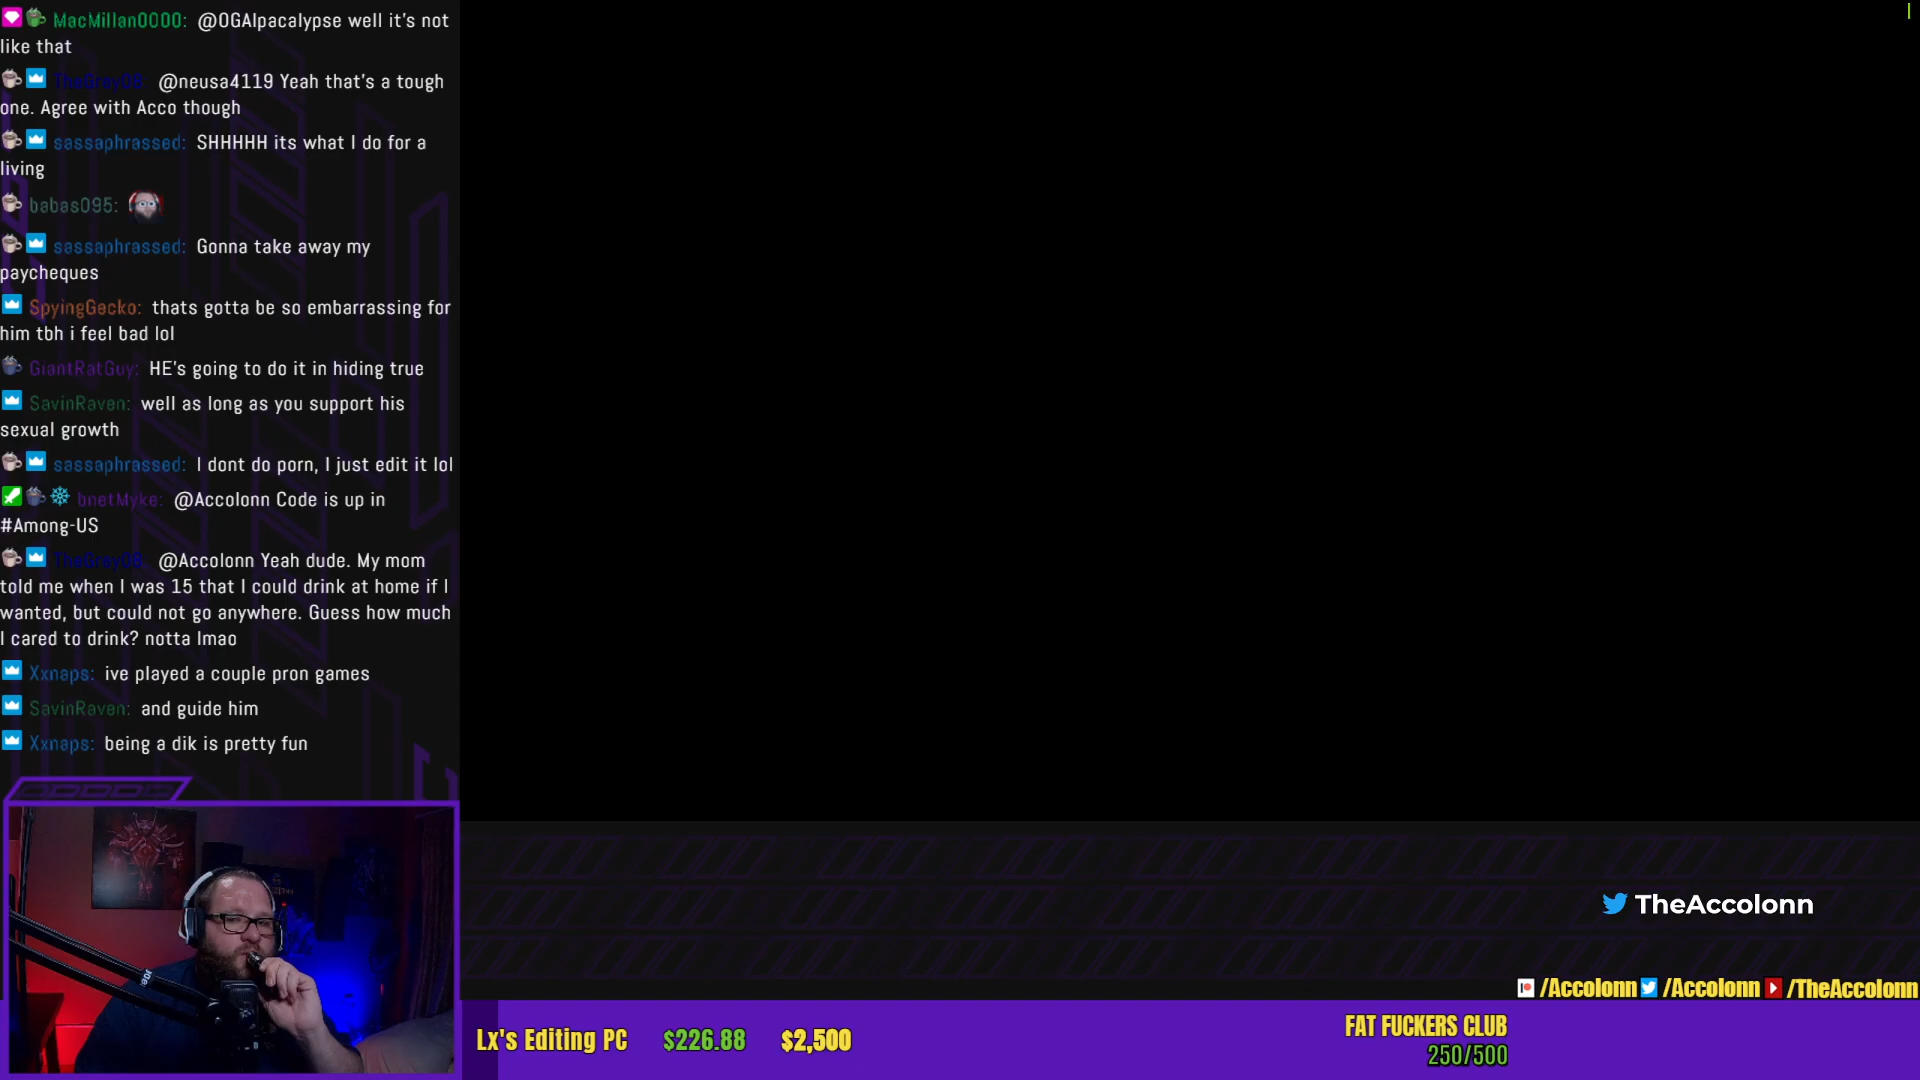 MacMillan0000: @OGAlpacalypse well it's not
like that
TheGrey08: @neusa4119 Yeah that's a tough
one. Agree with Acco though
sassaphrassed: SHHHHH its what I do for a
living
babas095:
sassaphrassed: Gonna take away my
paycheques
SpyingGecko: thats gotta be so embarrassing for
him tbh i feel bad lol
GiantRatGuy: HE's going to do it in hiding true
SavinRaven: well as long as you support his
sexual growth
sassaphrassed: I dont do porn, I just edit it lol
bnetMyke: @Accolonn Code is up in
#Among-US
TheGrey08: @Accolonn Yeah dude. My mom
told me when I was 15 that I could drink at home if I
wanted, but could not go anywhere. Guess how much
I cared to drink? notta lmao
Xxnaps: ive played a couple pron games
SavinRaven: and guide him
Xxnaps: being a dik is pretty fun
TheAccolonn
/Accolonn /Accolonn /TheAccolonn
Lx's Editing PC $226.88 $2,500
FAT FUCKERS CLUB
250/500